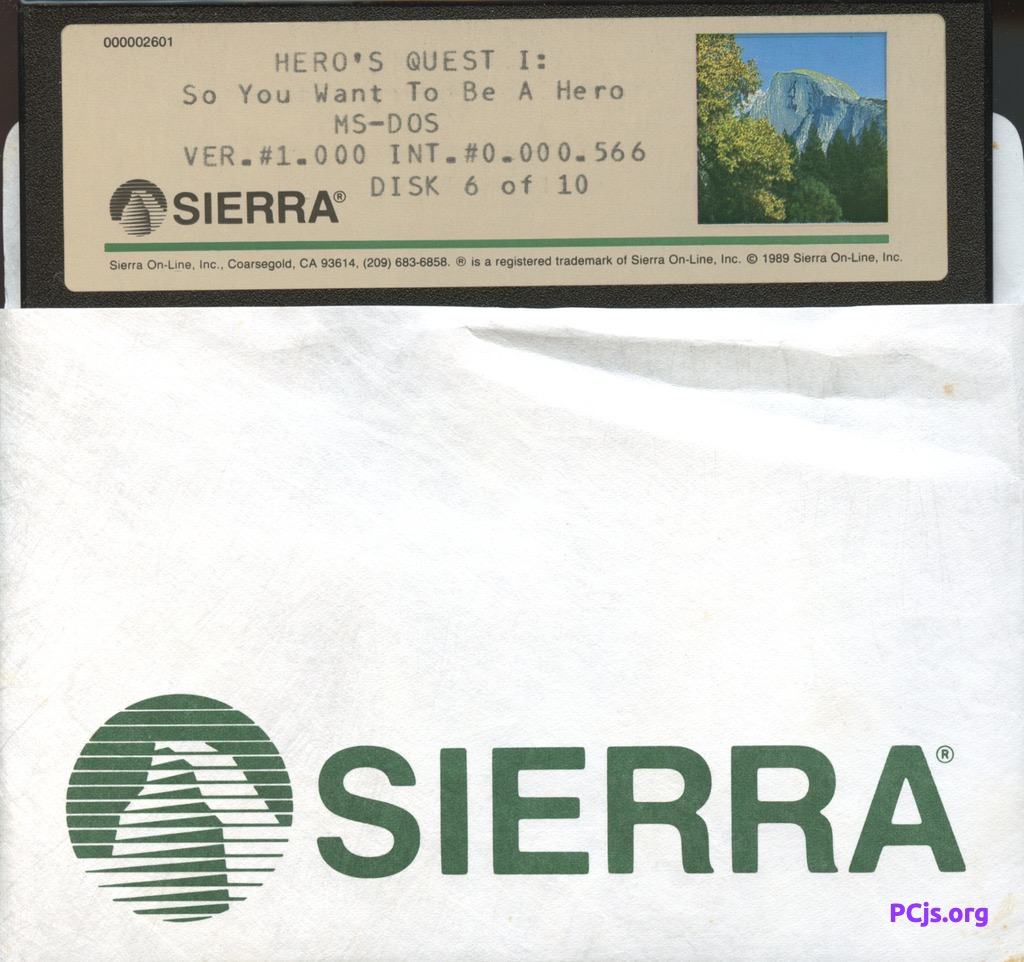 000002601
HERO'S QUEST I:
So You Want To Be A Hero
MS-DOS
VER.#1.000 INT.#0.000.566
DISK 6 of 10
SIERRA®
Sierra On-Line, Inc., Coarsegold, CA 93614, (209) 683-6858. ® is a registered trademark of Sierra On-Line, Inc. © 1989 Sierra On-Line, Inc.
SIERRA®
PCjs.org